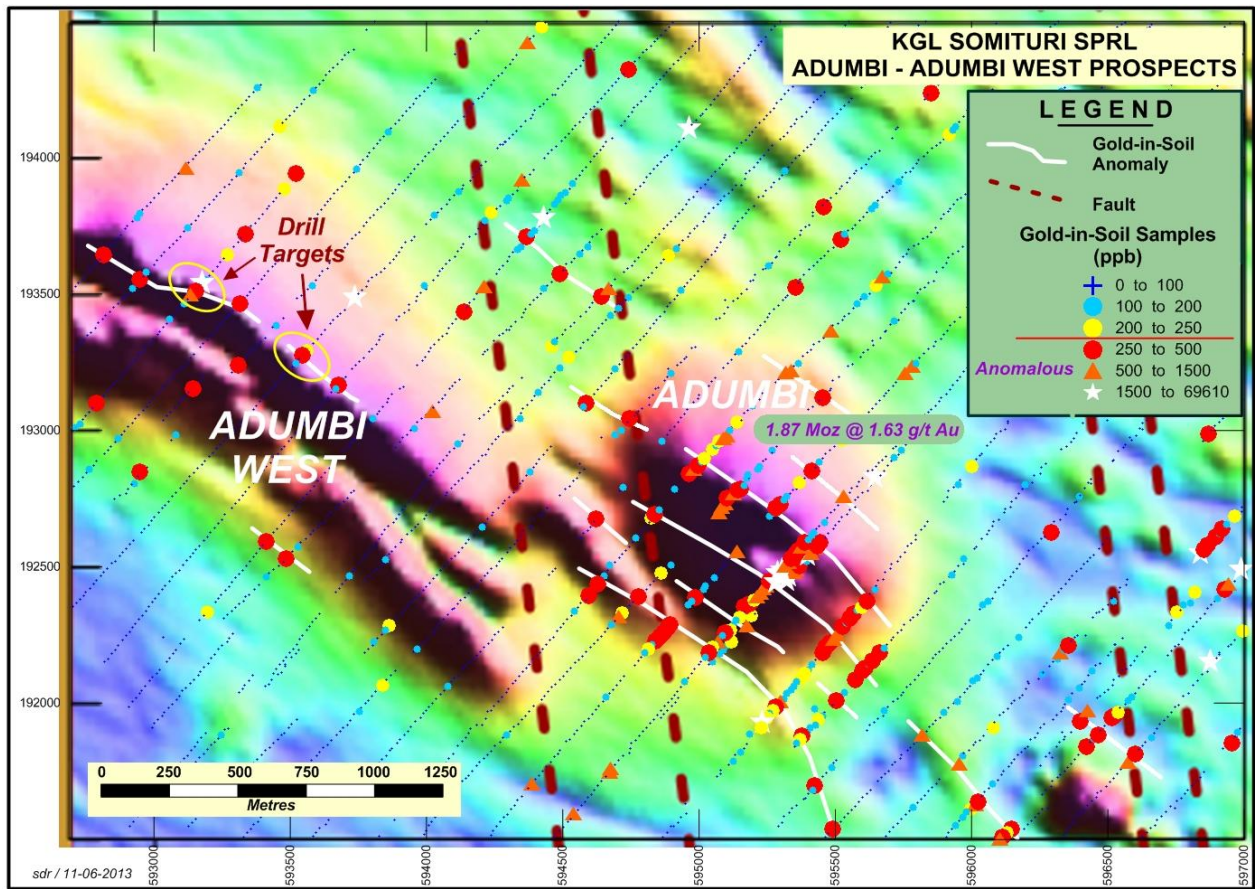 KGL SOMITURI SPRL
ADUMBI - ADUMBI WEST PROSPECTS
LEGEND
Gold-in-Soil
Anomaly
Fault
Gold-in-Soil Samples
(ppb)
0 to 100
100 to 200
200 to 250
250 to 500
Anomalous
500 to 1500
1500 to 69610
194000
193500
193000
192500
192000
Drill
Targets
ADUMBI
1.87 Moz @ 1.63 g/t Au
ADUMBI
WEST
0 250 500 750 1000 1250
Metres
593000 593500 594000 594500 595000 595500 596000 596500 597000
sdr / 11-06-2013